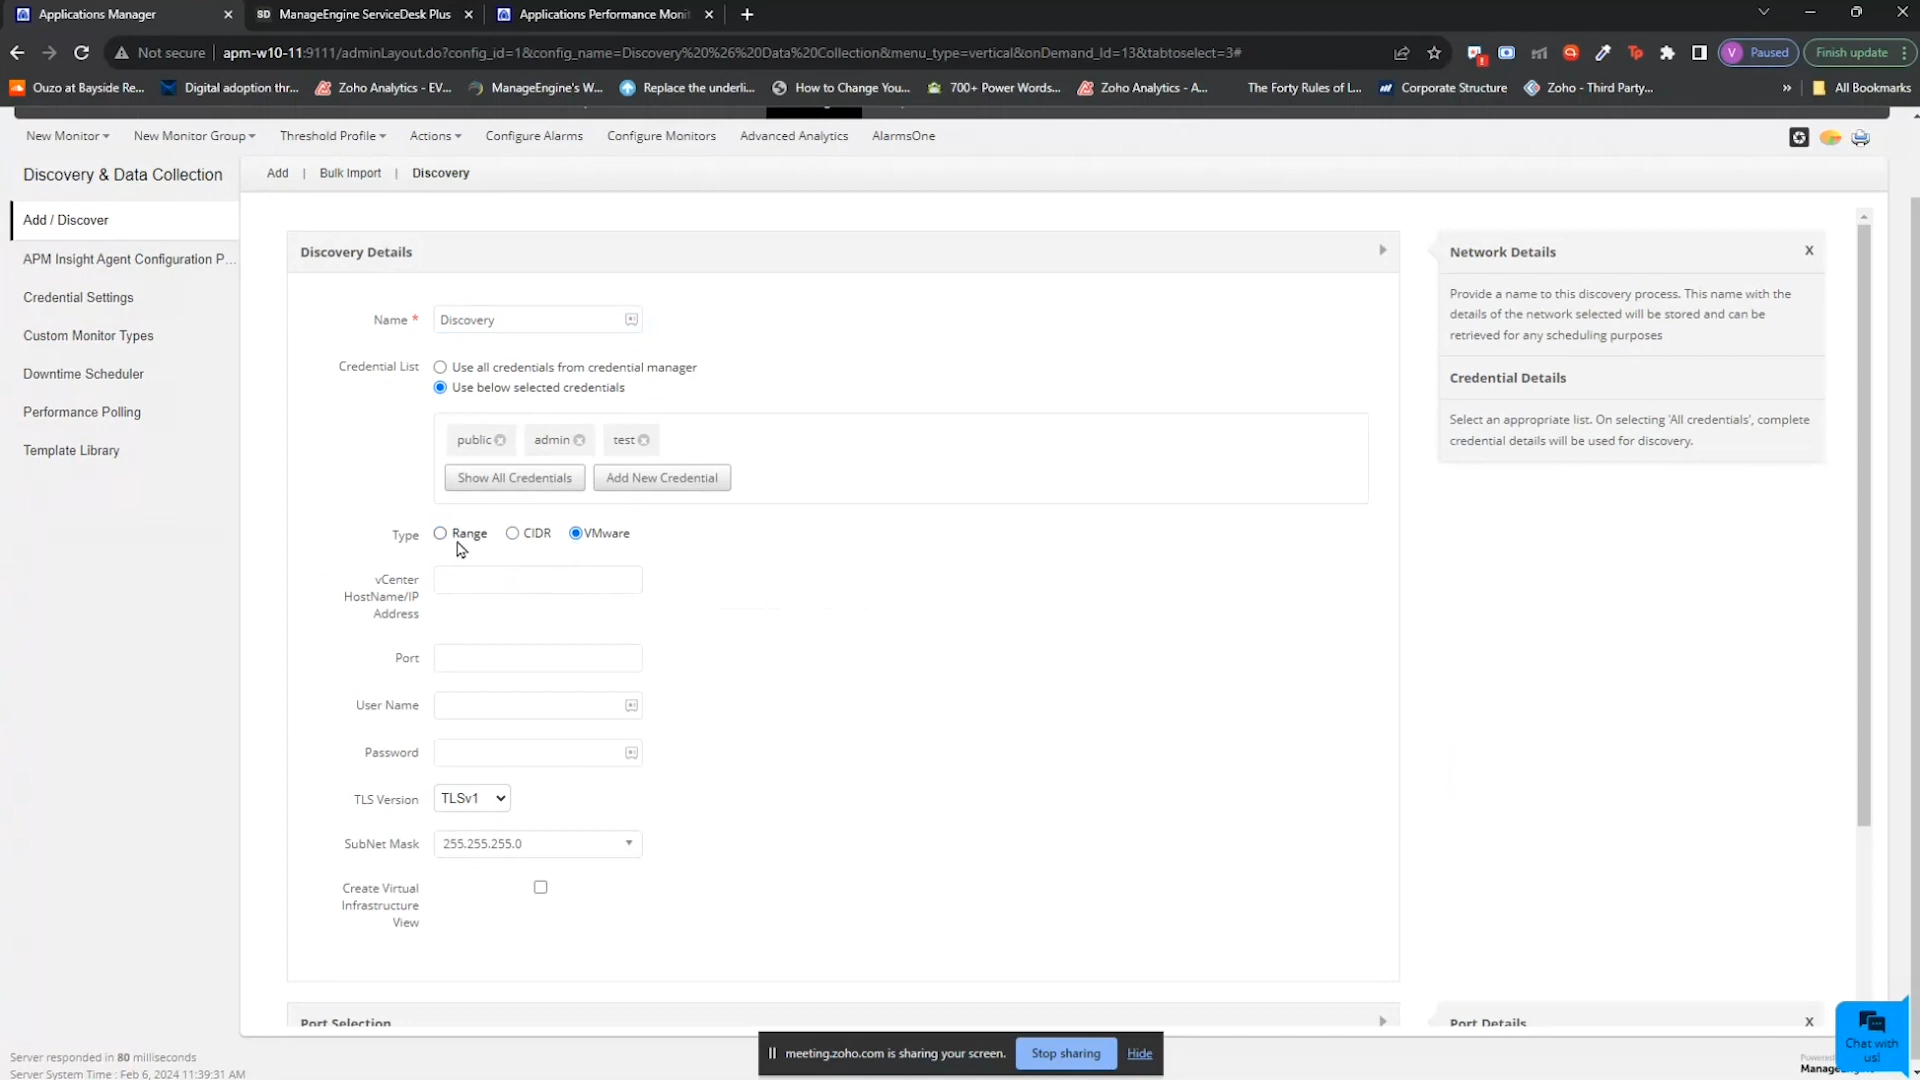 Applications Manager
ManageEngine ServiceDesk Plus
Applications Performance Monit
Not secure
apm-w10-11:9111/adminLayout.do?config_id=1&config_name=Discovery%20%26%20Data%20Collection&menu_type=vertical&onDemand_Id=13&tabtoselect=3#
V Paused
Finish update
Ouzo at Bayside Re...
Digital adoption thr...
Zoho Analytics - EV...
ManageEngine's W...
Replace the underli...
How to Change You...
700+ Power Words...
Zoho Analytics - A...
The Forty Rules of L...
Corporate Structure
Zoho - Third Party...
»
All Bookmarks
New Monitor
New Monitor Group
Threshold Profile
Actions
Configure Alarms
Configure Monitors
Advanced Analytics
AlarmsOne
Discovery & Data Collection
Add / Discover
APM Insight Agent Configuration P...
Credential Settings
Custom Monitor Types
Downtime Scheduler
Performance Polling
Template Library
Add | Bulk Import | Discovery
Discovery Details
Name *
Discovery
Credential List
Use all credentials from credential manager
Use below selected credentials
public
admin
test
Show All Credentials
Add New Credential
Type
Range
CIDR
VMware
vCenter
HostName/IP
Address
Port
User Name
Password
TLS Version
TLSv1
SubNet Mask
255.255.255.0
Create Virtual
Infrastructure
View
Port Selection
Network Details
X
Provide a name to this discovery process. This name with the
details of the network selected will be stored and can be
retrieved for any scheduling purposes
Credential Details
Select an appropriate list. On selecting 'All credentials', complete
credential details will be used for discovery.
Port Details
X
Chat with
us!
meeting.zoho.com is sharing your screen.
Stop sharing
Hide
Server responded in 80 milliseconds
Server System Time : Feb 6, 2024 11:39:31 AM